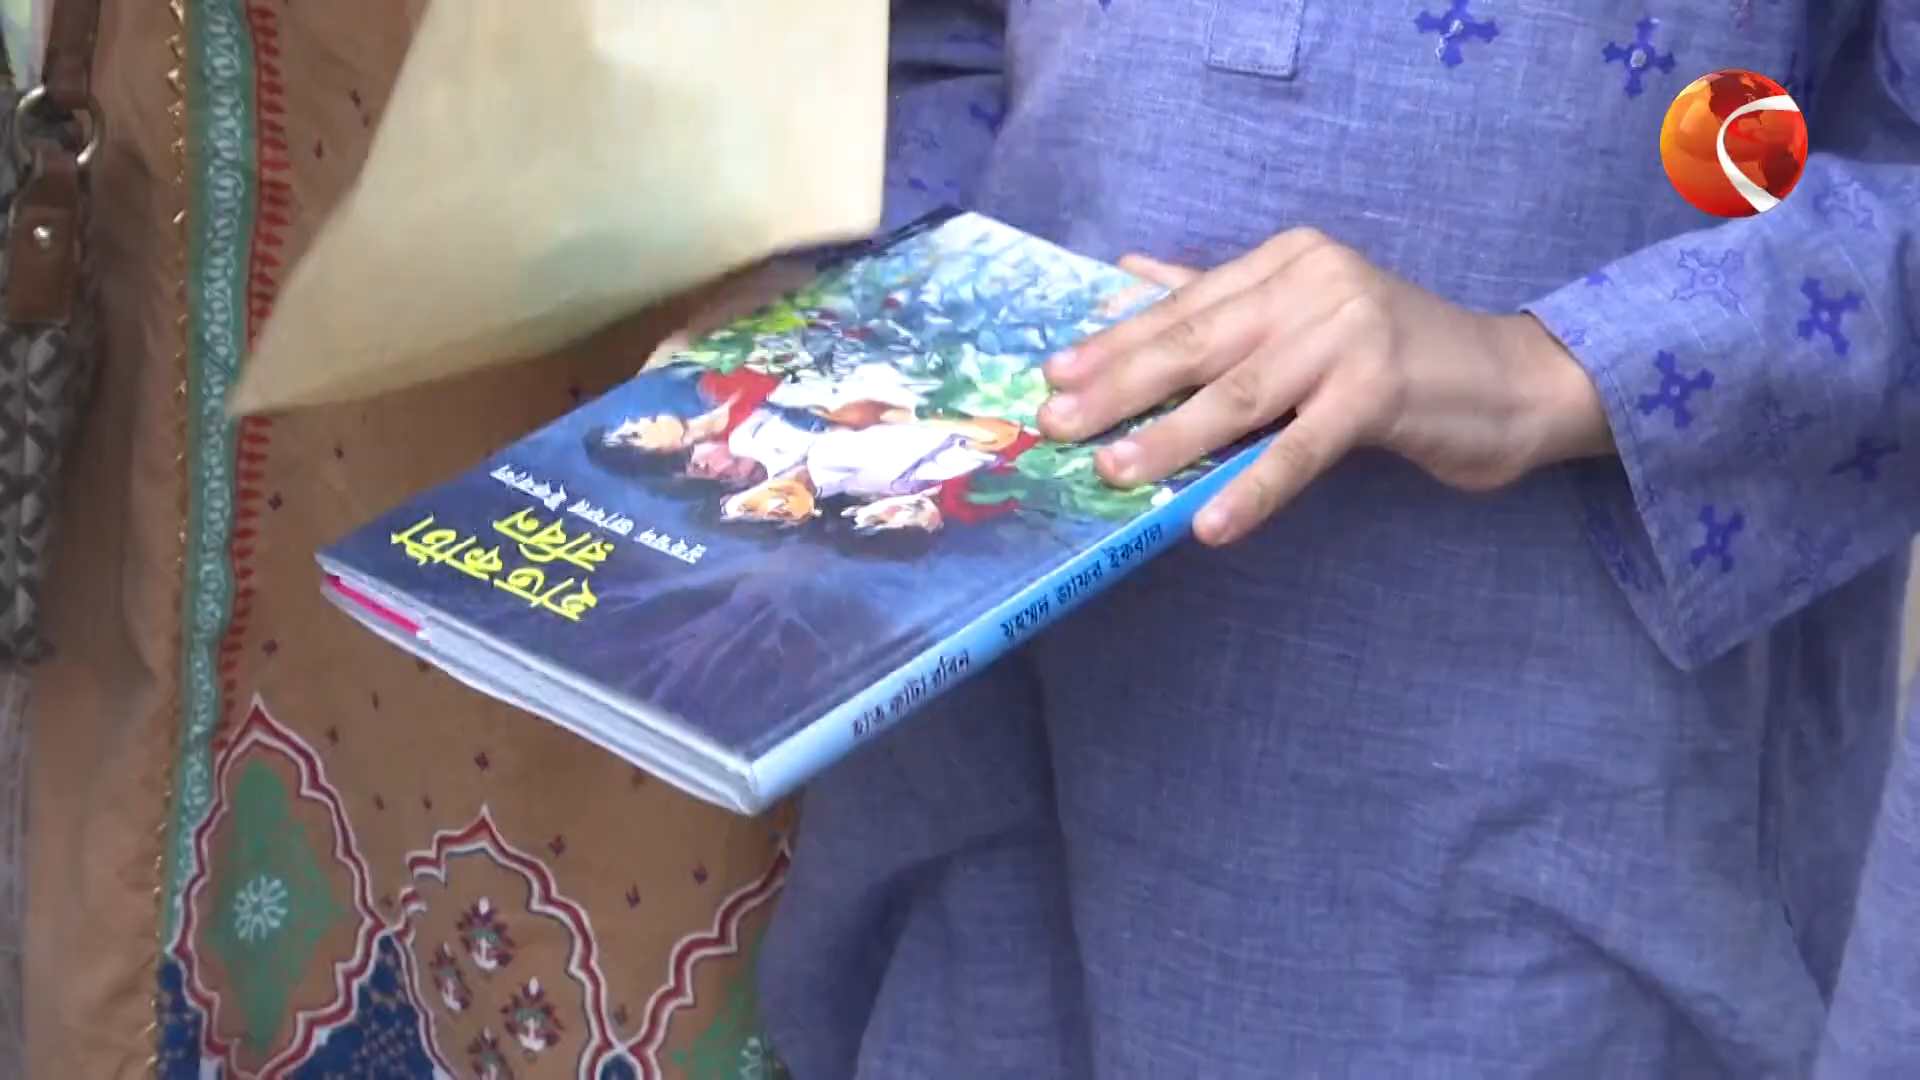 হাত কাটা
রবিন
মুহম্মদ জাফর ইকবাল
হাত কাটা রবিন মুহম্মদ জাফর ইকবাল